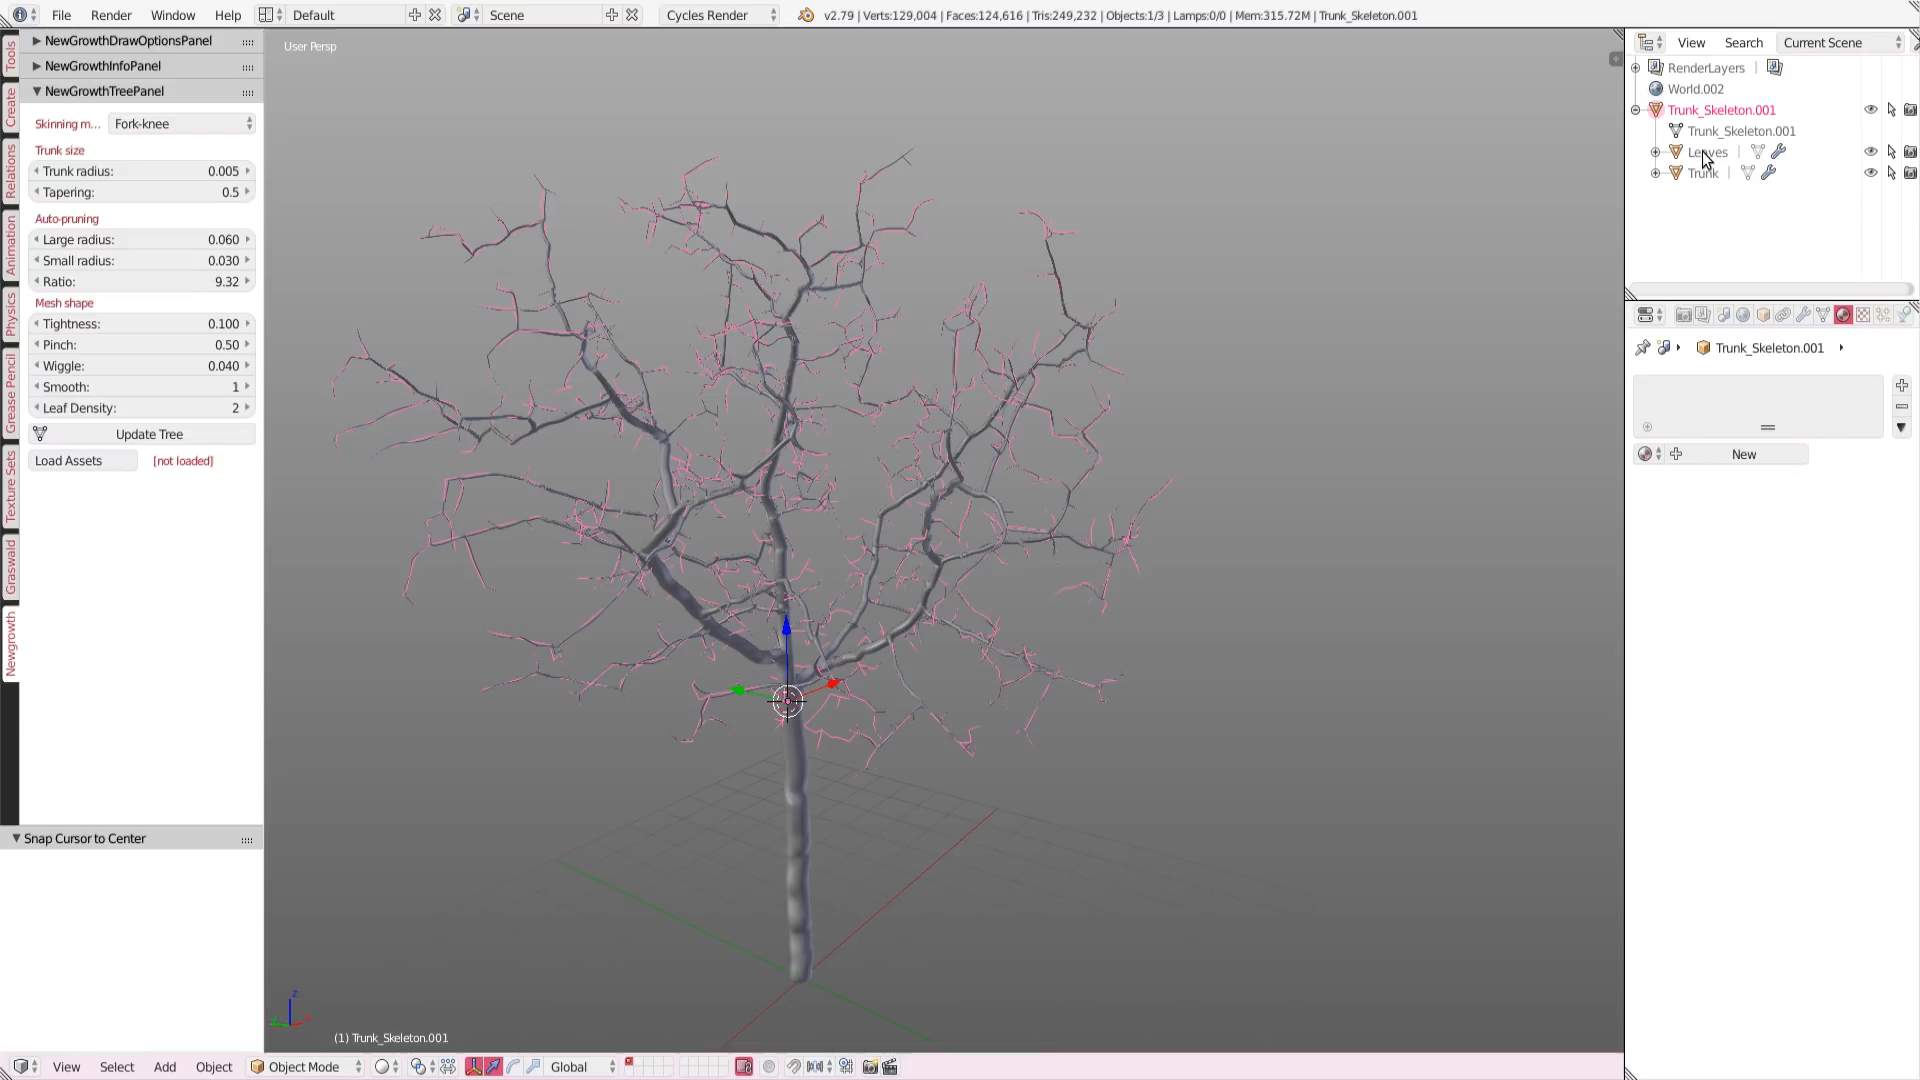 File Render Window Help Default Scene Cycles Render v2.79 | Verts:129,004 | Faces:124,616 | Tris:249,232 | Objects:1/3 | Lamps:0/0 | Mem:315.72M | Trunk_Skeleton.001
Tools
Create
Relations
Animation
Physics
Grease Pencil
Texture Sets
Graswald
Newgrowth
NewGrowthDrawOptionsPanel
NewGrowthInfoPanel
NewGrowthTreePanel
Skinning m... Fork-knee
Trunk size
Trunk radius: 0.005
Tapering: 0.5
Auto-pruning
Large radius: 0.060
Small radius: 0.030
Ratio: 9.32
Mesh shape
Tightness: 0.100
Pinch: 0.50
Wiggle: 0.040
Smooth: 1
Leaf Density: 2
Update Tree
Load Assets [not loaded]
Snap Cursor to Center
User Persp
(1) Trunk_Skeleton.001
View Select Add Object Object Mode Global
View Search Current Scene
RenderLayers
World.002
Trunk_Skeleton.001
Trunk_Skeleton.001
Leaves
Trunk
Trunk_Skeleton.001
New